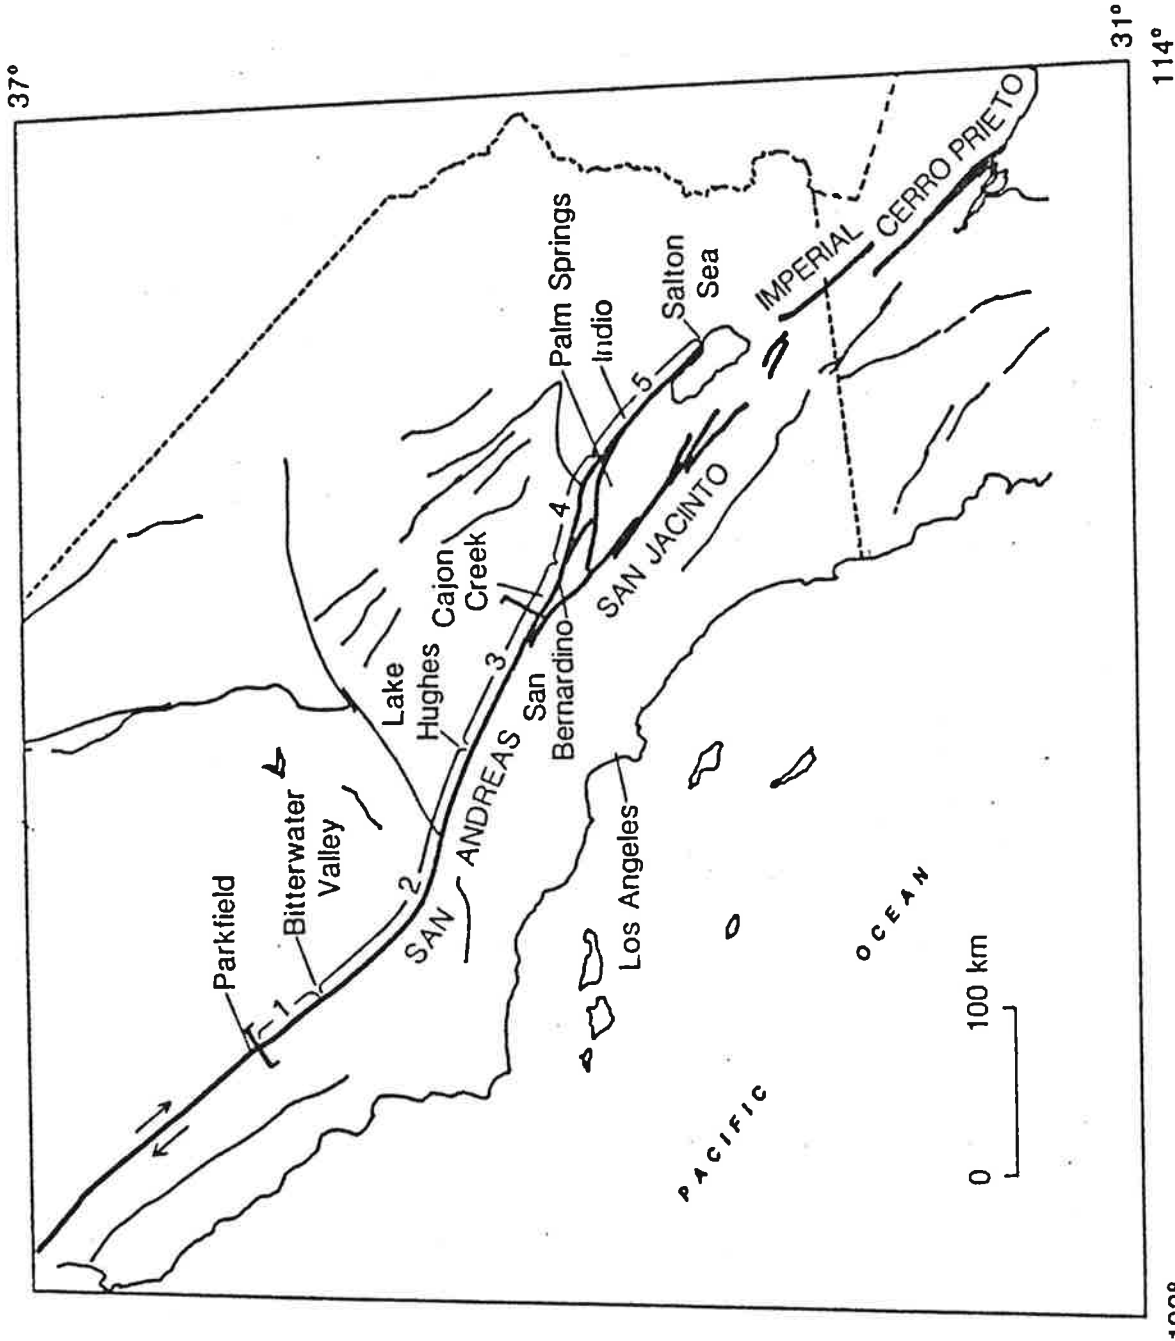 37°
Parkfield
Bitterwater
Valley
Lake
Hughes
Cajon
Creek
Palm Springs
Indio
Salton
Sea
1
2
3
4
5
SAN ANDREAS
San
Bernardino
SAN JACINTO
IMPERIAL
CERRO PRIETO
Los Angeles
PACIFIC
OCEAN
0 100 km
31°
114°